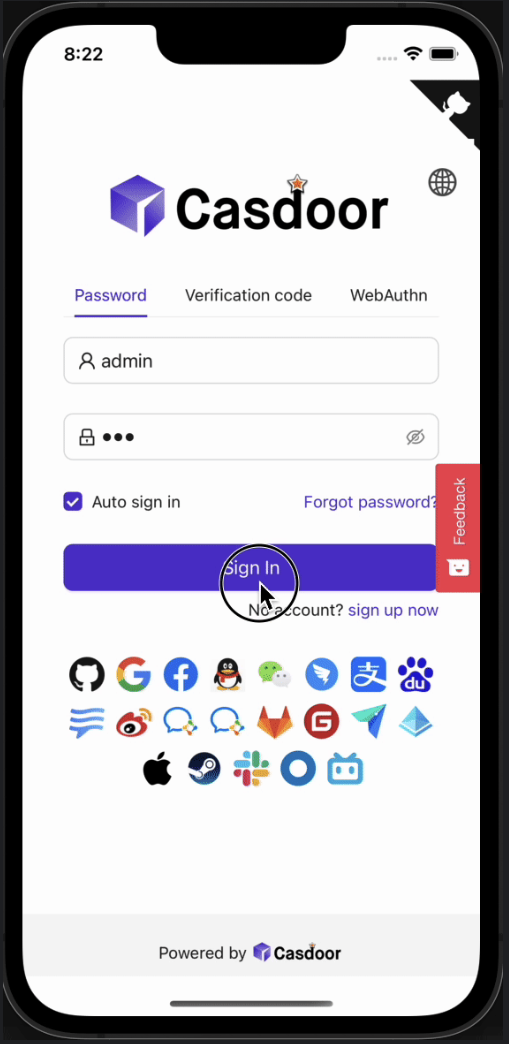 8:22
Casdoor
Password Verification code WebAuthn
admin
Auto sign in Forgot password?
Feedback
Sign In
No account? sign up now
支
du
G
Powered by Casdoor